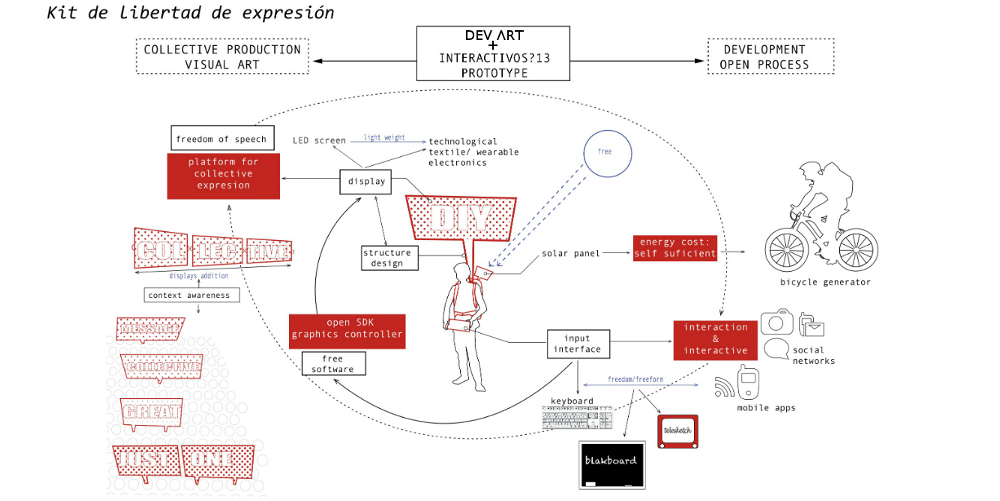 Kit de libertad de expresión
COLLECTIVE PRODUCTION
VISUAL ART
DEV ART
+
INTERACTIVOS?13
PROTOTYPE
DEVELOPMENT
OPEN PROCESS
freedom of speech
platform for
collective
expresion
LED screen
light weight
technological
textile/ wearable
electronics
display
free
DIY
structure
design
solar panel
energy cost:
self suficient
bicycle generator
COL LEC TIVE
displays addition
context awareness
MESSAGE
COLLECTIVE
GREAT
JUST ONE
open SDK
graphics controller
free
software
input
interface
interaction
&
interactive
social
networks
mobile apps
freedom/freeform
keyboard
blakboard
telesketch